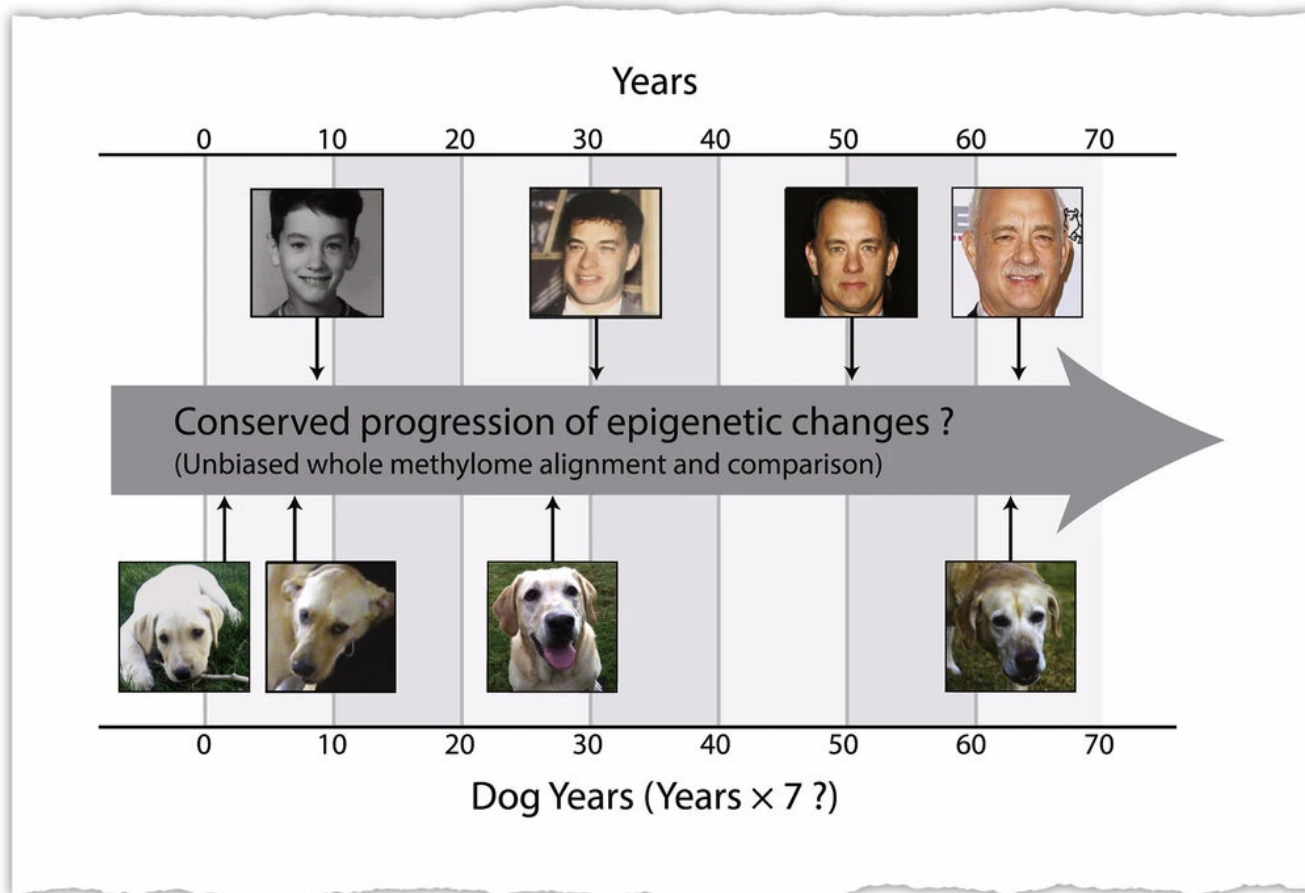 Years
0 10 20 30 40 50 60 70
Conserved progression of epigenetic changes ?
(Unbiased whole methylome alignment and comparison)
0 10 20 30 40 50 60 70
Dog Years (Years × 7 ?)